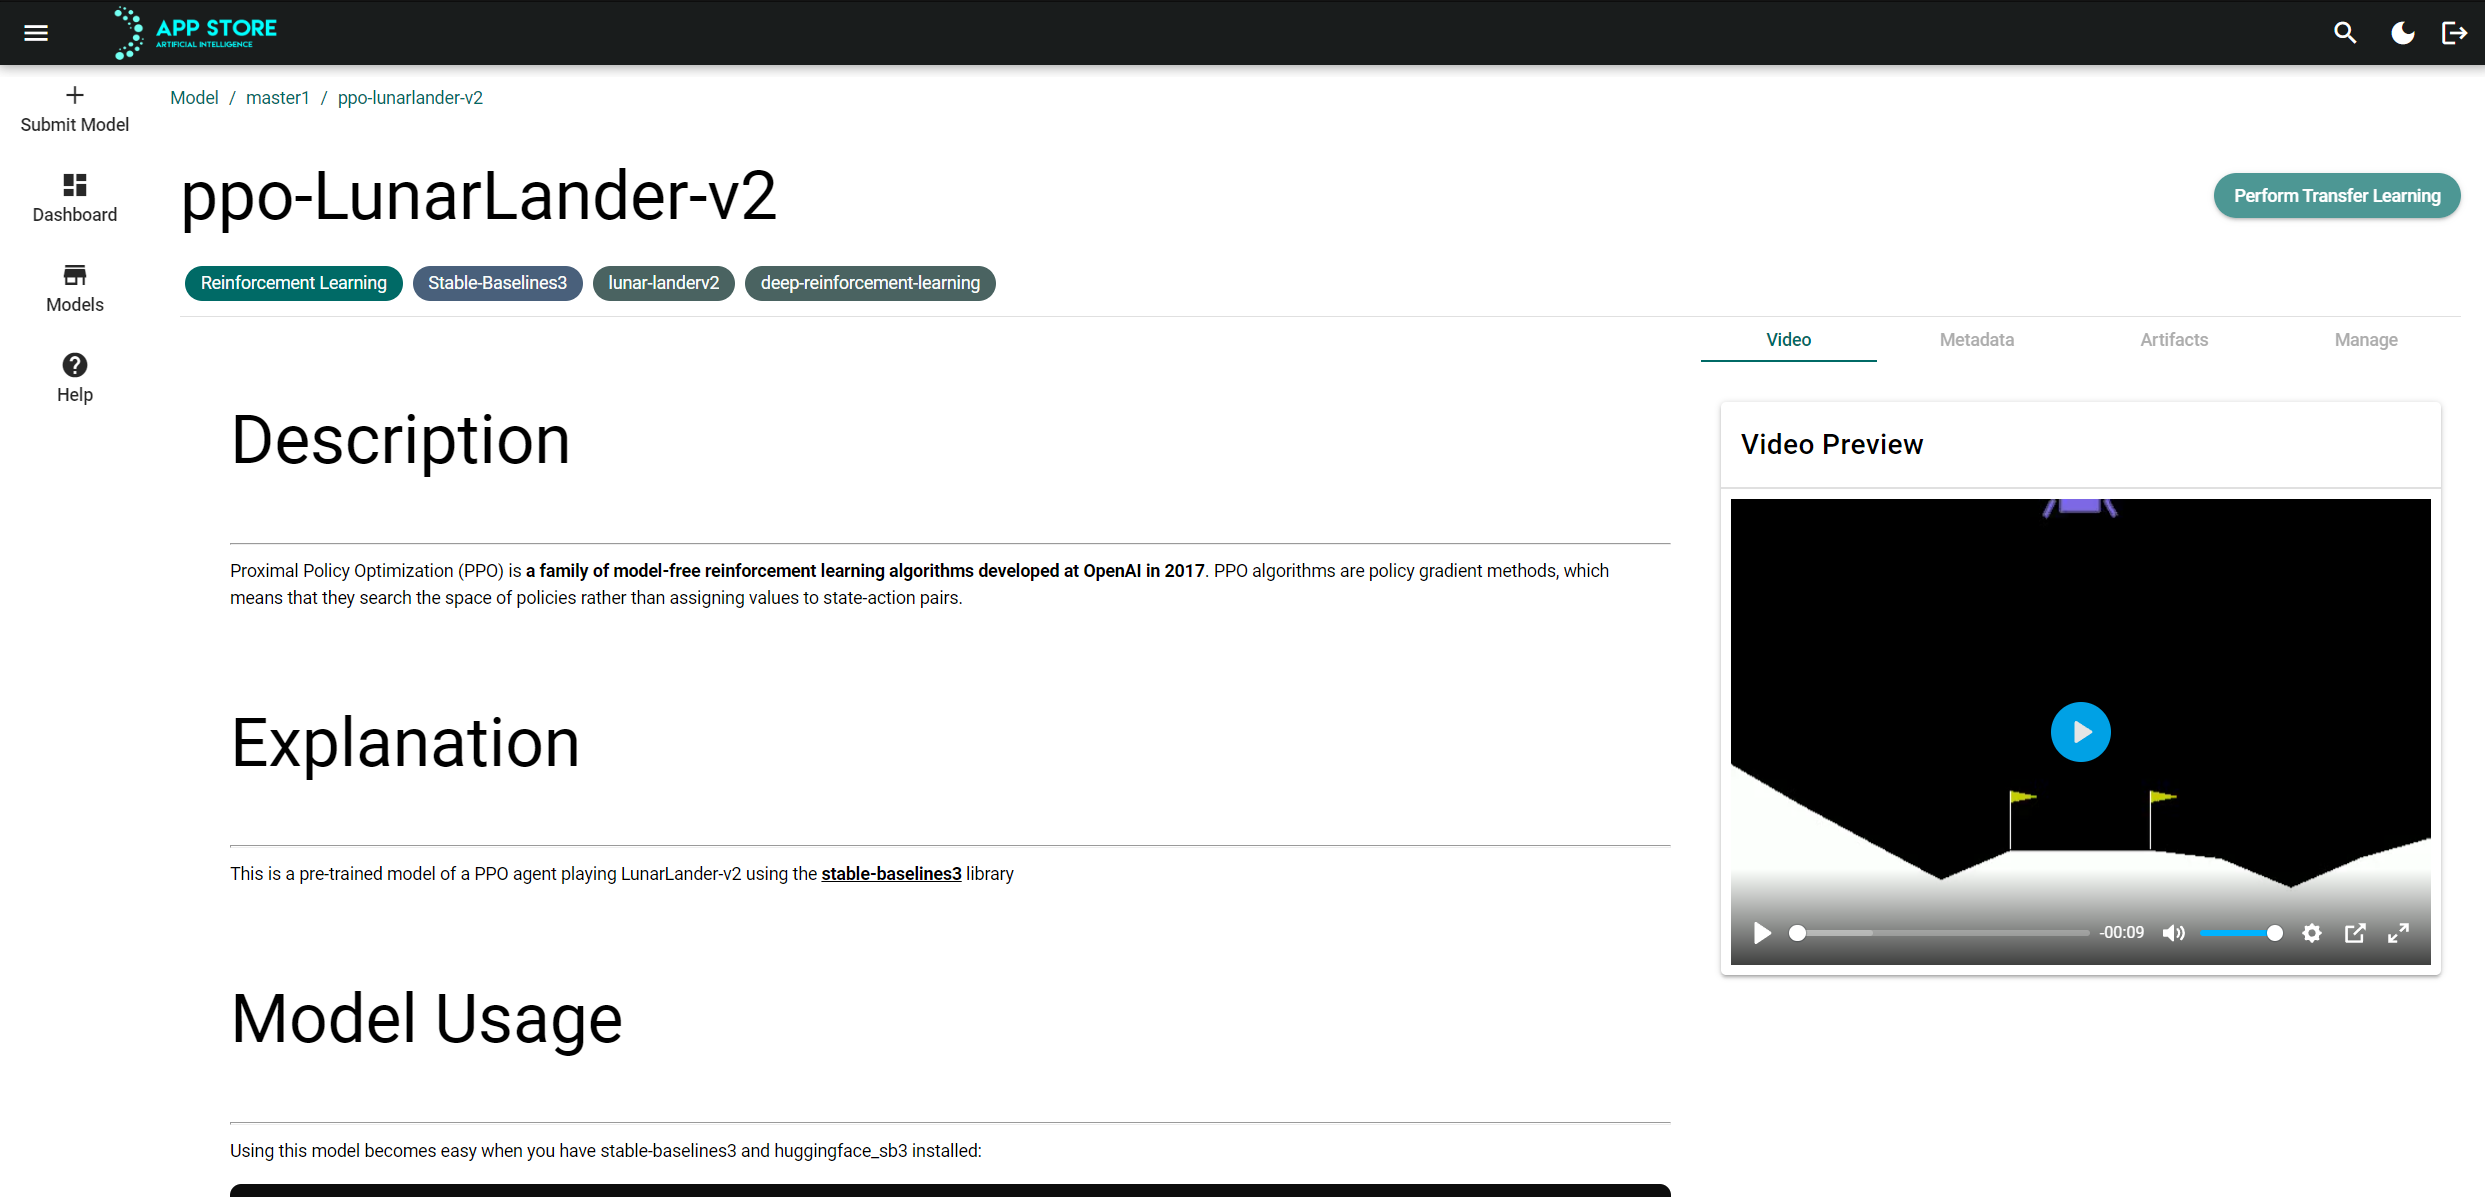 APP STORE
ARTIFICIAL INTELLIGENCE
Submit Model
Dashboard
Models
Help
Model / master1 / ppo-lunarlander-v2
ppo-LunarLander-v2
Perform Transfer Learning
Reinforcement Learning
Stable-Baselines3
lunar-landerv2
deep-reinforcement-learning
Description
Proximal Policy Optimization (PPO) is a family of model-free reinforcement learning algorithms developed at OpenAI in 2017. PPO algorithms are policy gradient methods, which
means that they search the space of policies rather than assigning values to state-action pairs.
Explanation
This is a pre-trained model of a PPO agent playing LunarLander-v2 using the stable-baselines3 library
Model Usage
Using this model becomes easy when you have stable-baselines3 and huggingface_sb3 installed:
Video
Metadata
Artifacts
Manage
Video Preview
-00:09